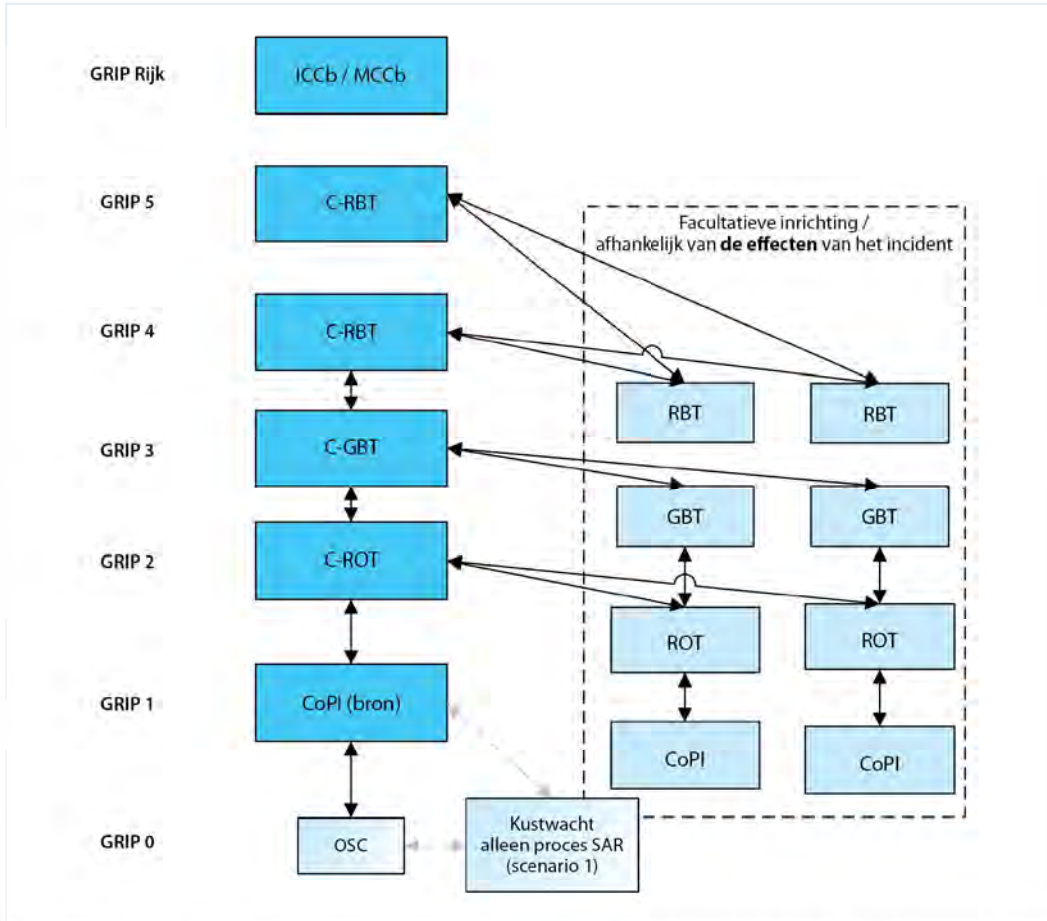 GRIP Rijk
ICCb / MCCb
GRIP 5
C-RBT
Facultatieve inrichting /
afhankelijk van de effecten van het incident
GRIP 4
C-RBT
RBT
RBT
GRIP 3
C-GBT
GBT
GBT
GRIP 2
C-ROT
ROT
ROT
GRIP 1
CoPI (bron)
CoPI
CoPI
GRIP 0
OSC
Kustwacht
alleen proces SAR
(scenario 1)